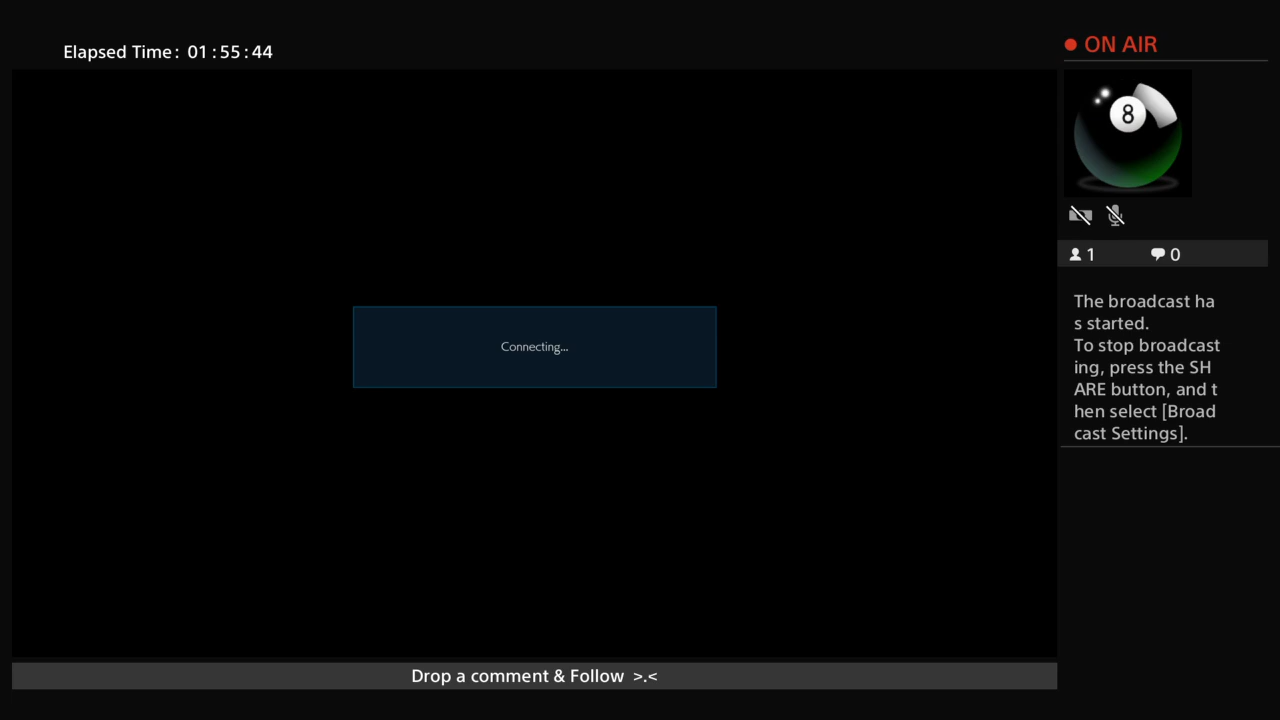 Elapsed Time: 01:55:44
ON AIR
8
1
0
The broadcast ha
s started.
To stop broadcast
ing, press the SH
ARE button, and t
hen select [Broad
cast Settings].
Connecting...
Drop a comment & Follow >.<